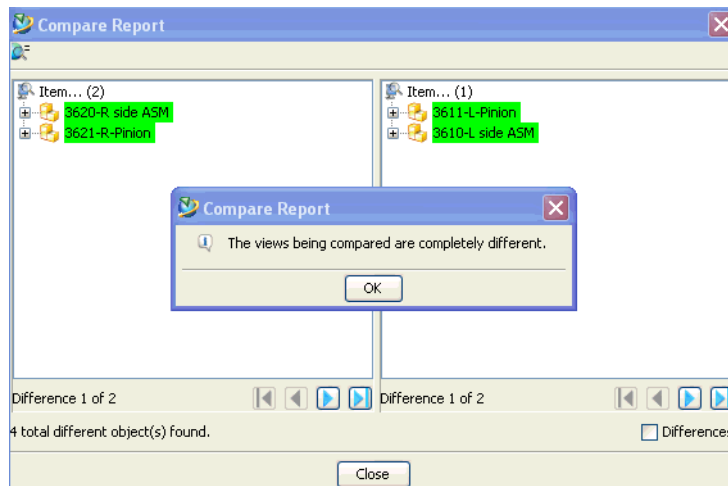 Compare Report
Item... (2)
3620-R side ASM
3621-R-Pinion
Item... (1)
3611-L-Pinion
3610-L side ASM
Compare Report
The views being compared are completely different.
OK
Difference 1 of 2
Difference 1 of 2
4 total different object(s) found.
Differences
Close